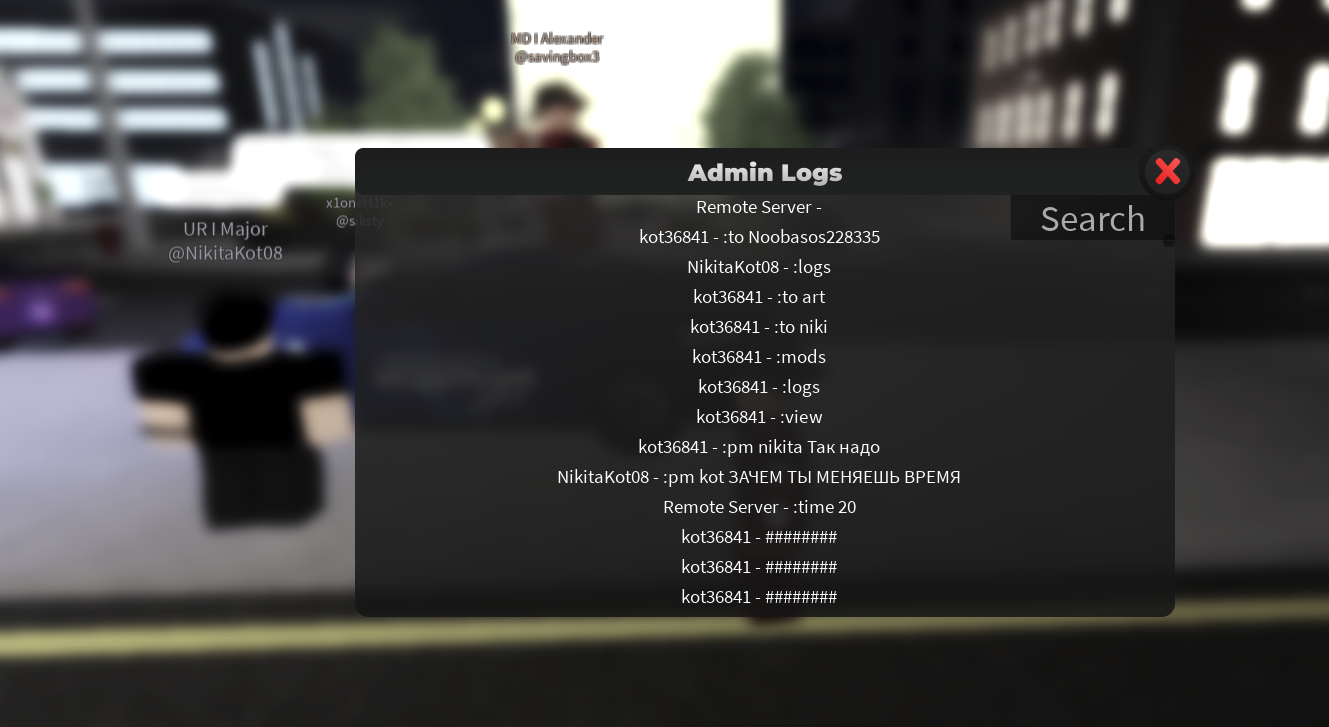 MD I Alexander
@savingbox3
Admin Logs
Search
UR I Major
@NikitaKot08
Remote Server -
kot36841 - :to Noobasos228335
NikitaKot08 - :logs
kot36841 - :to art
kot36841 - :to niki
kot36841 - :mods
kot36841 - :logs
kot36841 - :view
kot36841 - :pm nikita Так надо
NikitaKot08 - :pm kot ЗАЧЕМ ТЫ МЕНЯЕШЬ ВРЕМЯ
Remote Server - :time 20
kot36841 - ########
kot36841 - ########
kot36841 - ########